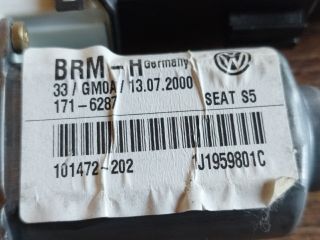 BRM-H Germany
33/GM0A/13.07.2000
171-6287 SEAT S5
101472-202 1J1959801C